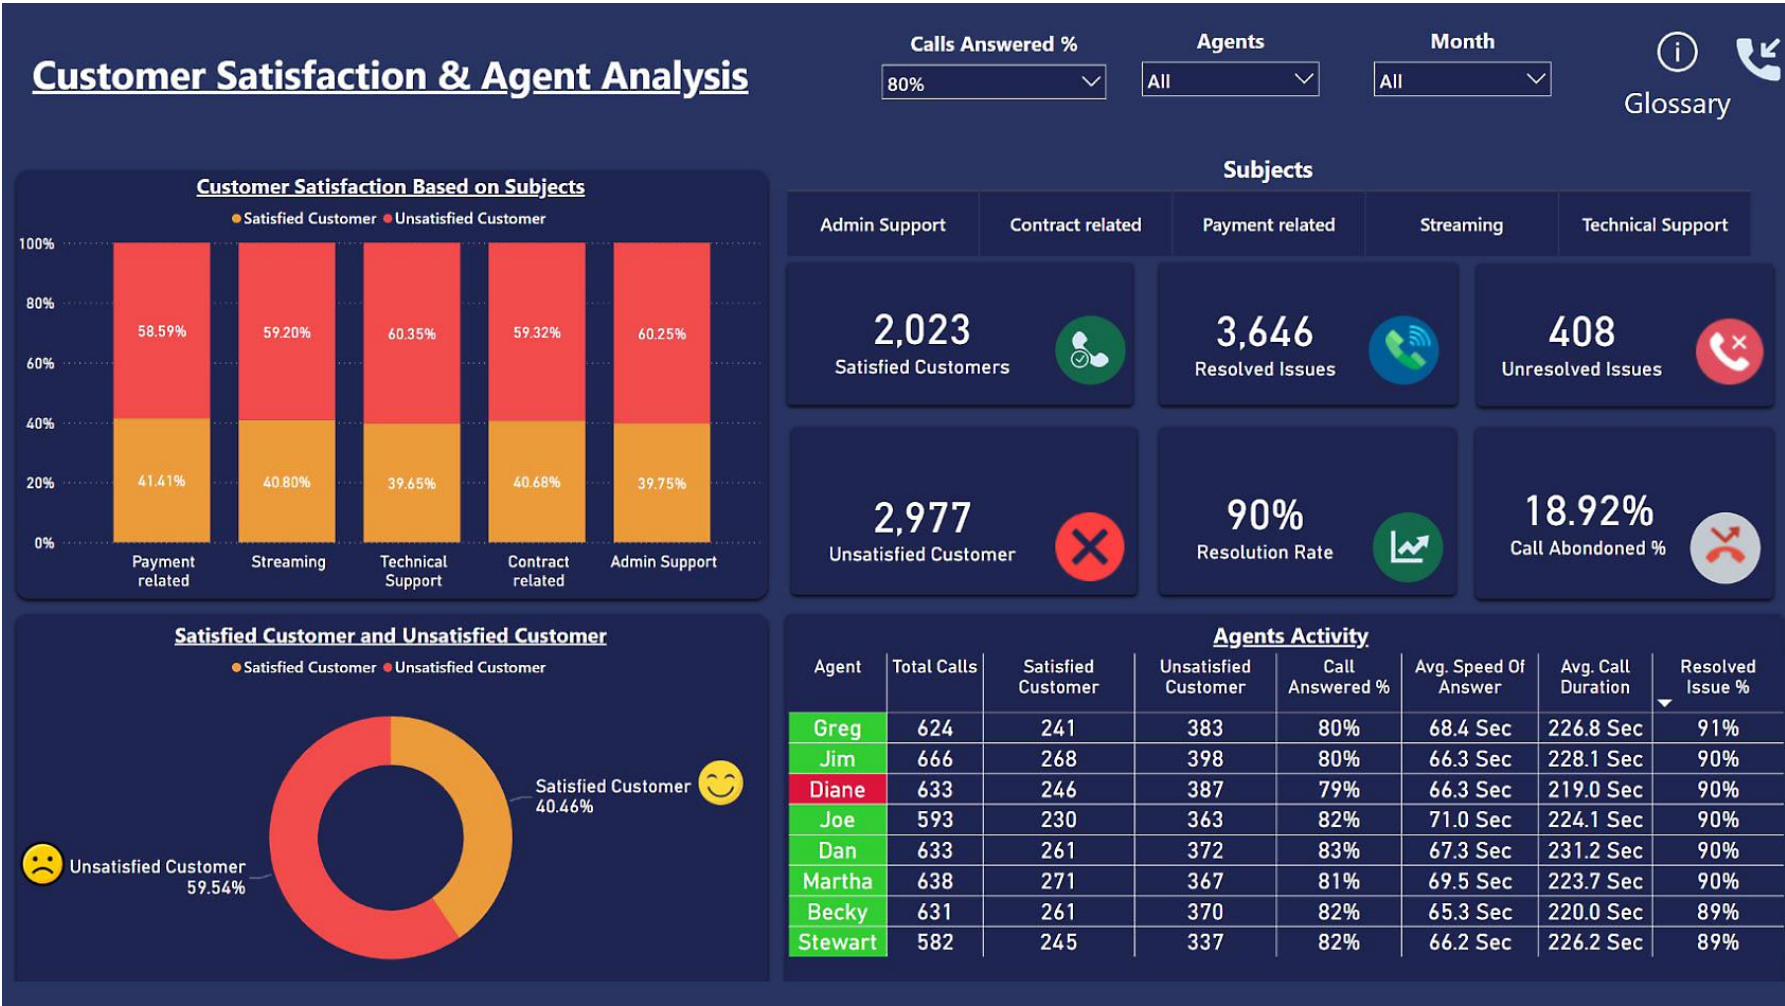 Customer Satisfaction & Agent Analysis
Calls Answered %
80%
Agents
All
Month
All
Glossary
Customer Satisfaction Based on Subjects
Satisfied Customer Unsatisfied Customer
100%
80%
60%
40%
20%
0%
58.59% 59.20% 60.35% 59.32% 60.25%
41.41% 40.80% 39.65% 40.68% 39.75%
Payment related
Streaming
Technical Support
Contract related
Admin Support
Subjects
Admin Support Contract related Payment related Streaming Technical Support
2,023
Satisfied Customers
3,646
Resolved Issues
408
Unresolved Issues
2,977
Unsatisfied Customer
90%
Resolution Rate
18.92%
Call Abondoned %
Satisfied Customer and Unsatisfied Customer
Satisfied Customer Unsatisfied Customer
Satisfied Customer
40.46%
Unsatisfied Customer
59.54%
Agents Activity
Agent Total Calls Satisfied Customer Unsatisfied Customer Call Answered % Avg. Speed Of Answer Avg. Call Duration Resolved Issue %
Greg 624 241 383 80% 68.4 Sec 226.8 Sec 91%
Jim 666 268 398 80% 66.3 Sec 228.1 Sec 90%
Diane 633 246 387 79% 66.3 Sec 219.0 Sec 90%
Joe 593 230 363 82% 71.0 Sec 224.1 Sec 90%
Dan 633 261 372 83% 67.3 Sec 231.2 Sec 90%
Martha 638 271 367 81% 69.5 Sec 223.7 Sec 90%
Becky 631 261 370 82% 65.3 Sec 220.0 Sec 89%
Stewart 582 245 337 82% 66.2 Sec 226.2 Sec 89%